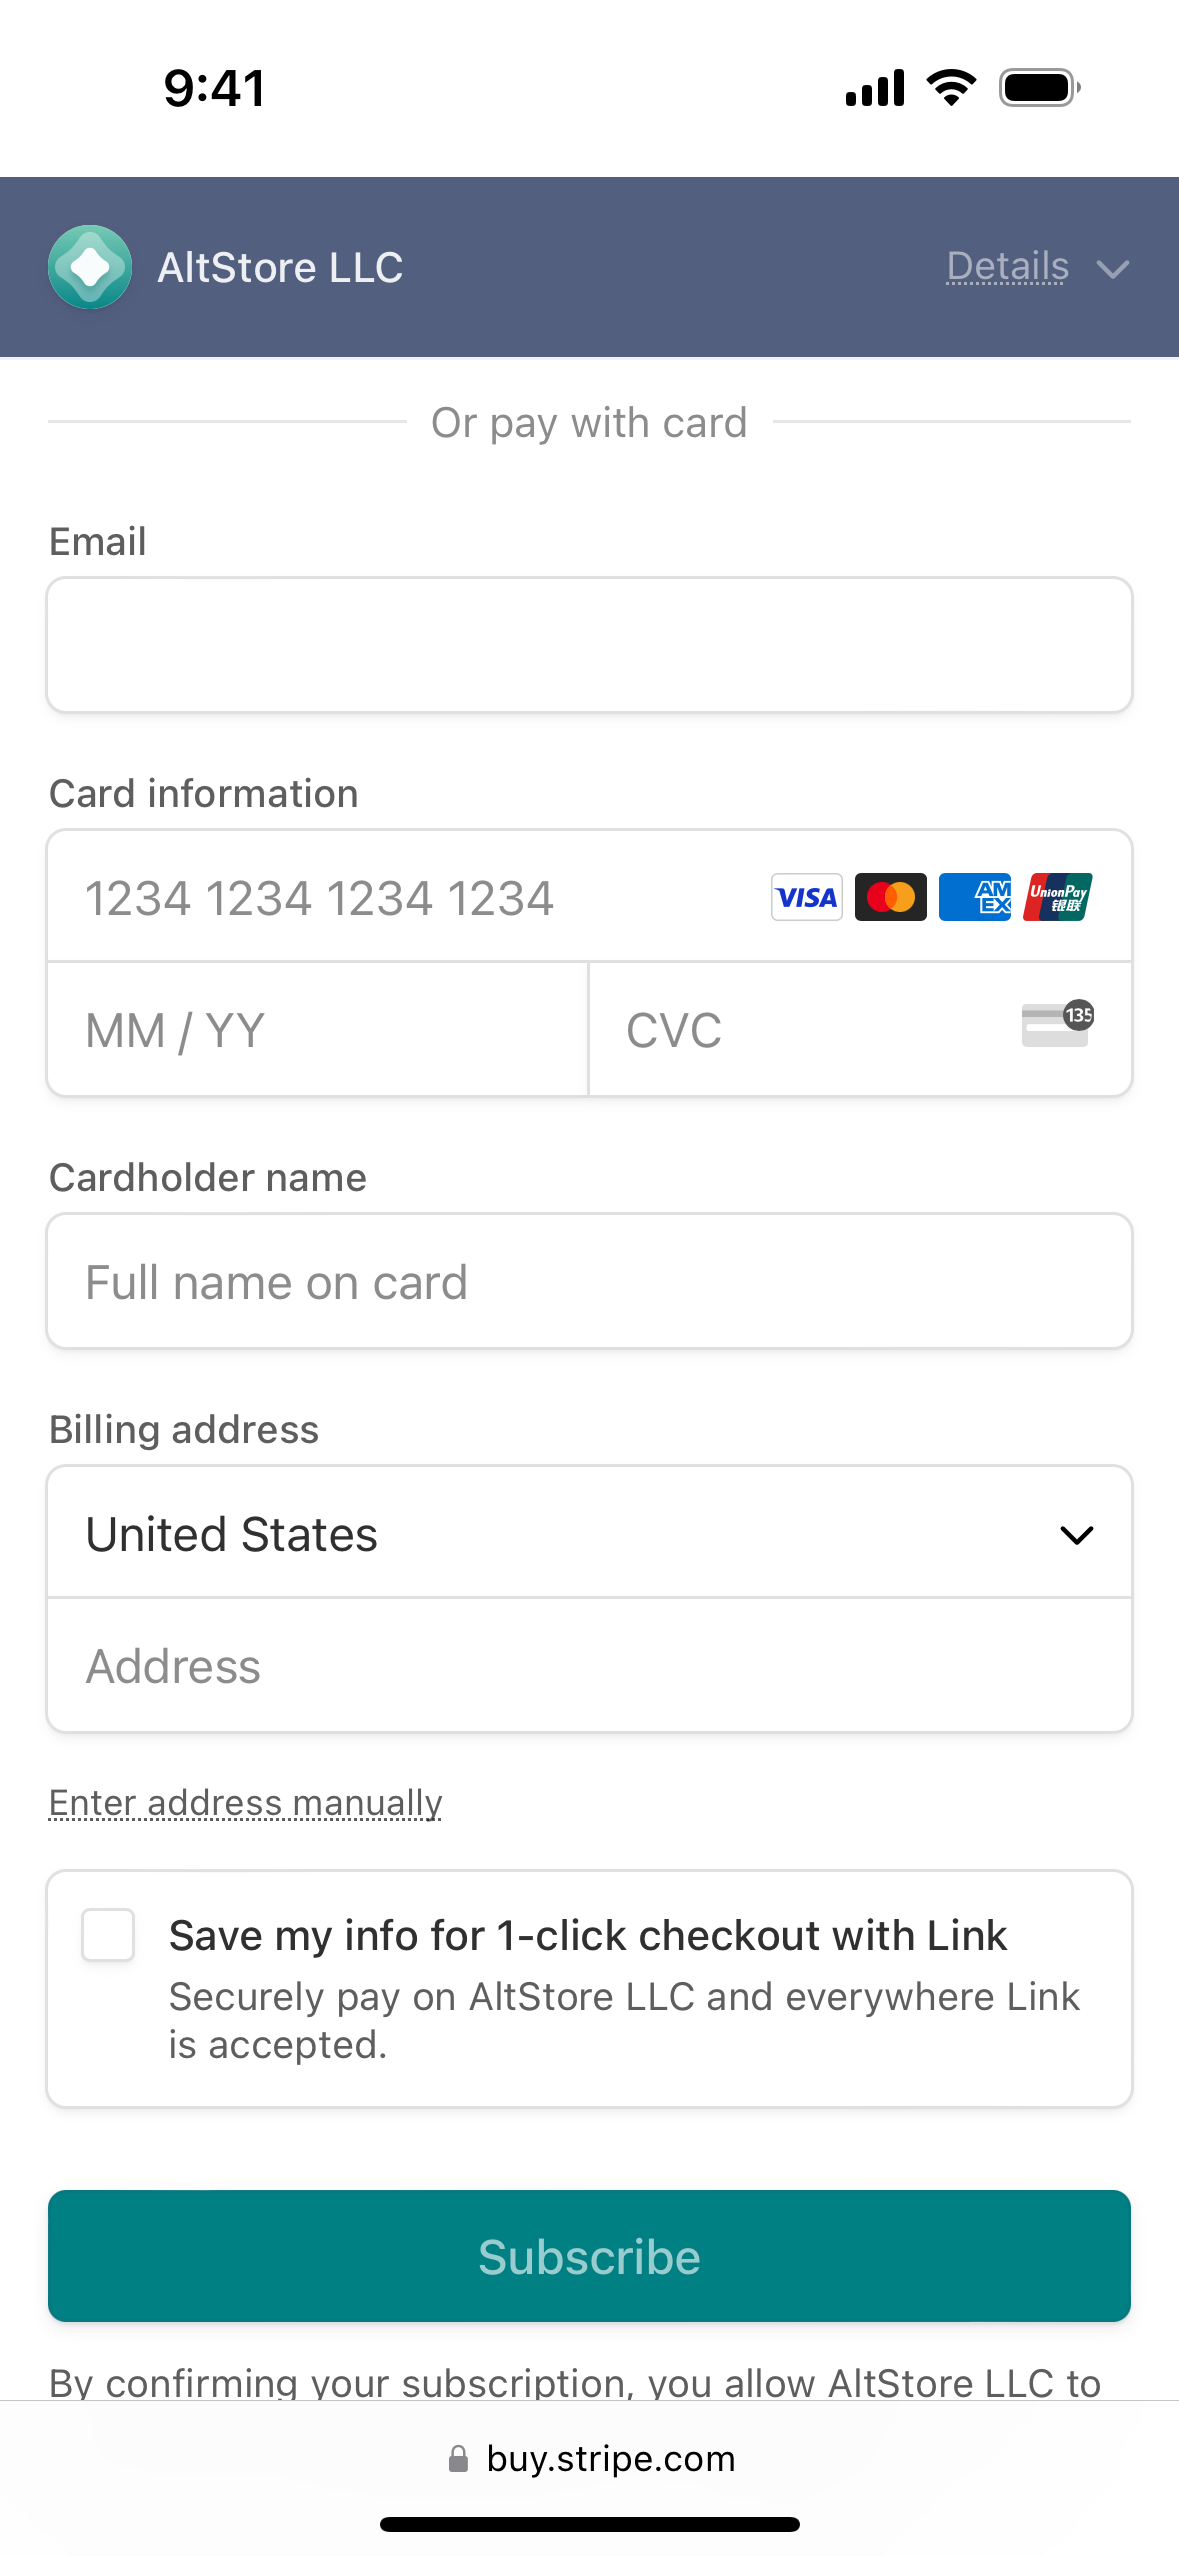 9:41
AltStore LLC
Details
Or pay with card
Email
Card information
1234 1234 1234 1234
VISA
AM
EX
UnionPay
银联
MM / YY
CVC
135
Cardholder name
Full name on card
Billing address
United States
Address
Enter address manually
Save my info for 1-click checkout with Link
Securely pay on AltStore LLC and everywhere Link
is accepted.
Subscribe
By confirming your subscription, you allow AltStore LLC to
buy.stripe.com